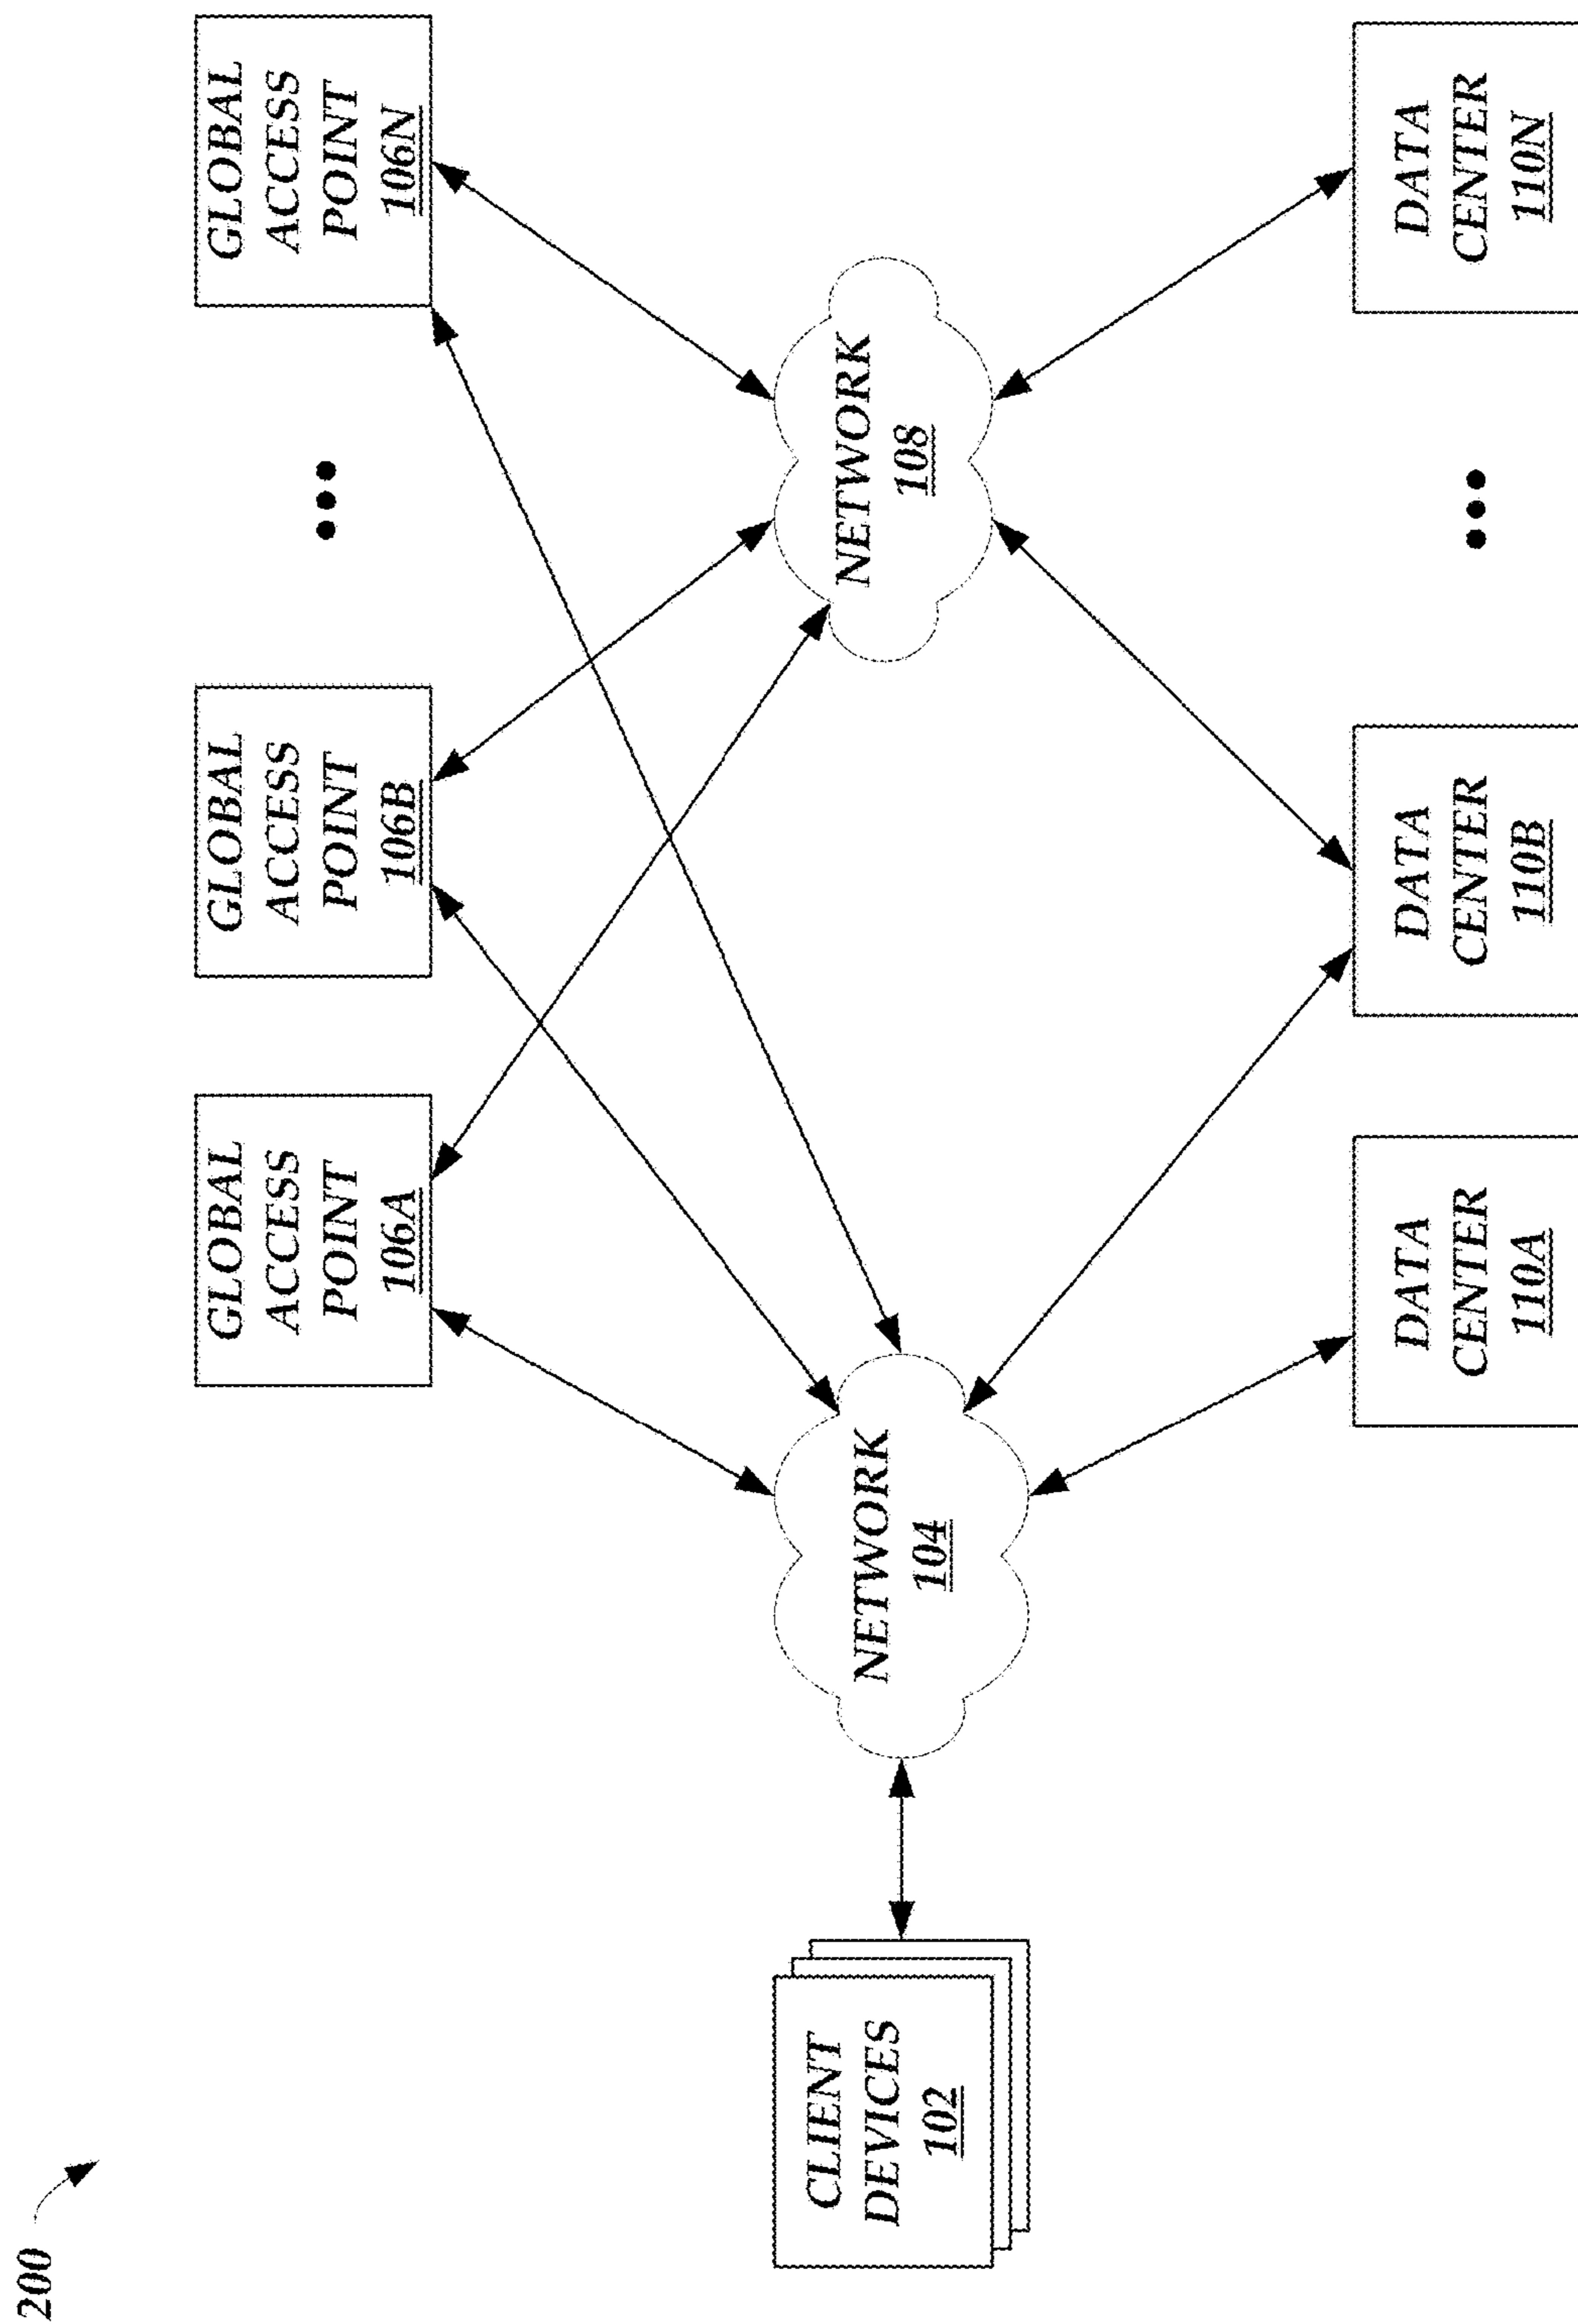 200
GLOBAL
ACCESS
POINT
106A
GLOBAL
ACCESS
POINT
106B
GLOBAL
ACCESS
POINT
106N
CLIENT
DEVICES
102
NETWORK
104
NETWORK
108
DATA
CENTER
110A
DATA
CENTER
110B
DATA
CENTER
110N